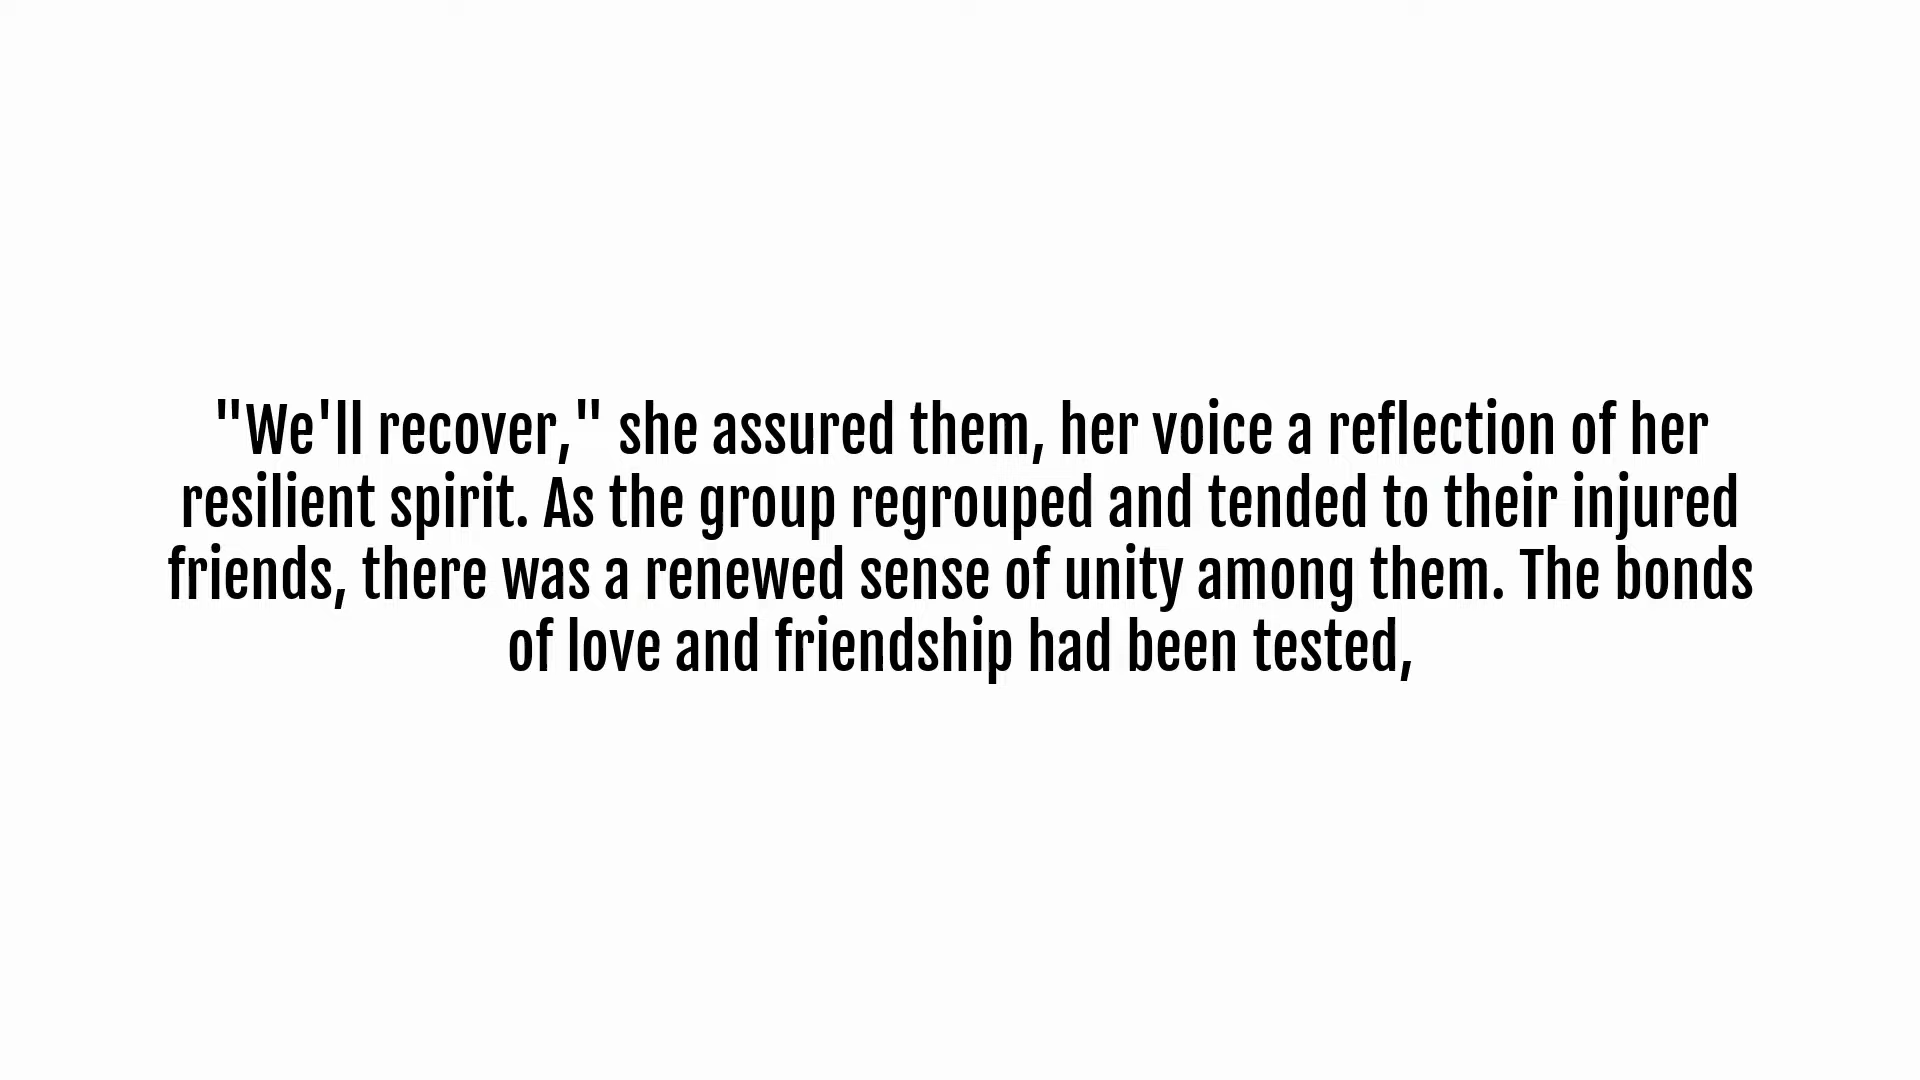 "We'll recover," she assured them, her voice a reflection of her
resilient spirit. As the group regrouped and tended to their injured
friends, there was a renewed sense of unity among them. The bonds
of love and friendship had been tested,